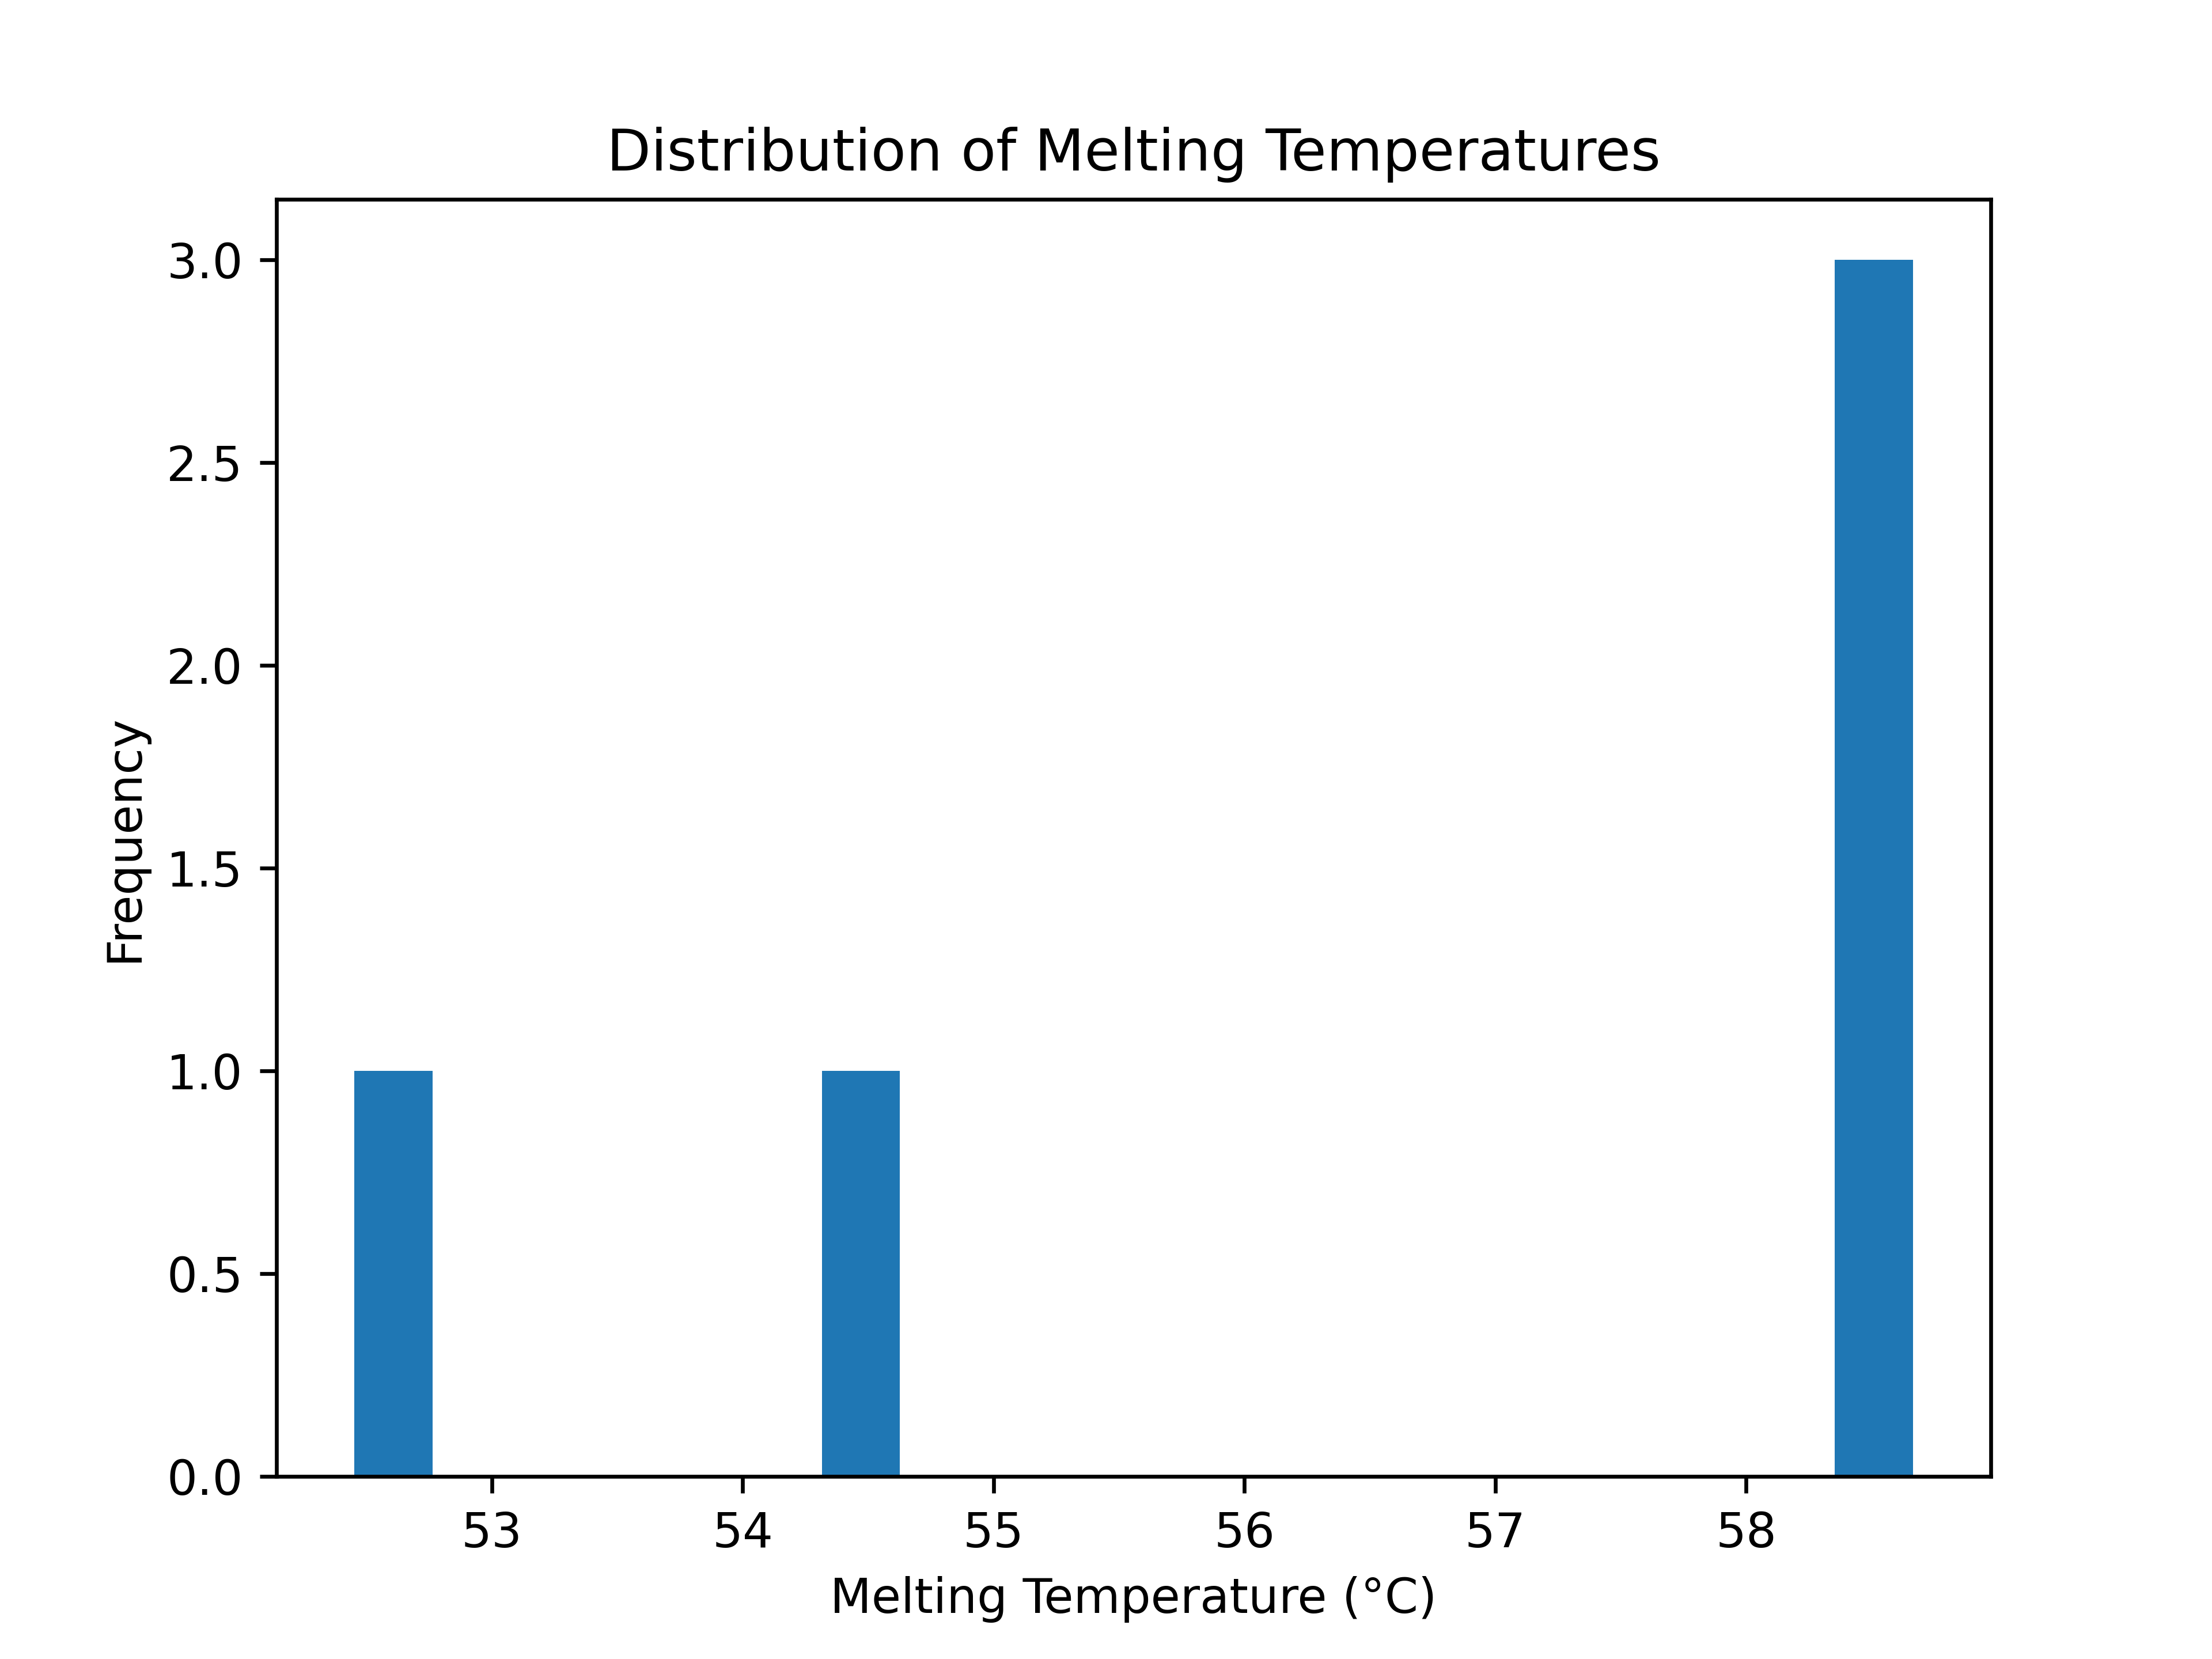 Distribution of Melting Temperatures
3.0
2.5
2.0
1.5
1.0
0.5
0.0
Frequency
53 54 55 56 57 58
Melting Temperature (°C)